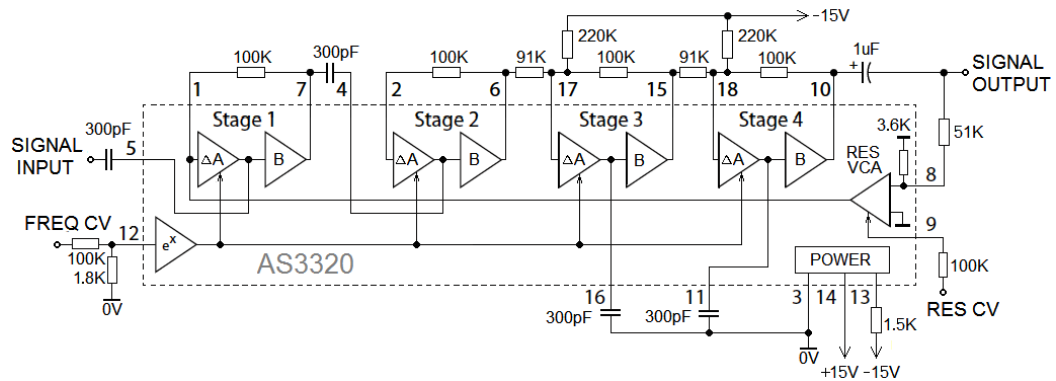 −15V
220K
220K
100K
300pF
100K
91K
100K
91K
100K
1uF
+
SIGNAL
OUTPUT
1
7
4
2
6
17
15
18
10
Stage 1
Stage 2
Stage 3
Stage 4
3.6K
51K
300pF
SIGNAL
INPUT
5
ΔA
B
ΔA
B
ΔA
B
ΔA
B
RES
VCA
8
9
FREQ CV
12
eˣ
100K
1.8K
0V
AS3320
POWER
100K
RES CV
16
11
3
14
13
300pF
300pF
1.5K
0V
+15V
−15V